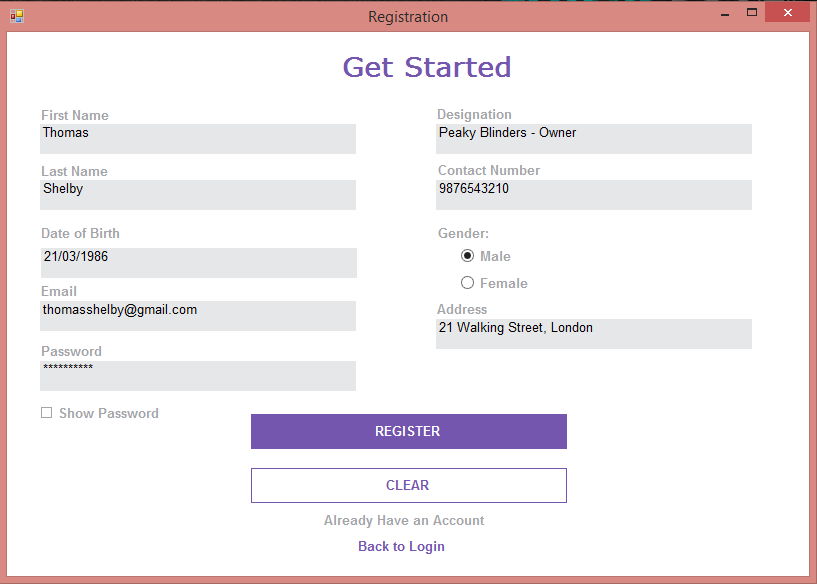 Registration
Get Started
First Name
Thomas
Last Name
Shelby
Date of Birth
21/03/1986
Email
thomasshelby@gmail.com
Password
**********
Show Password
Designation
Peaky Blinders - Owner
Contact Number
9876543210
Gender:
Male
Female
Address
21 Walking Street, London
REGISTER
CLEAR
Already Have an Account
Back to Login